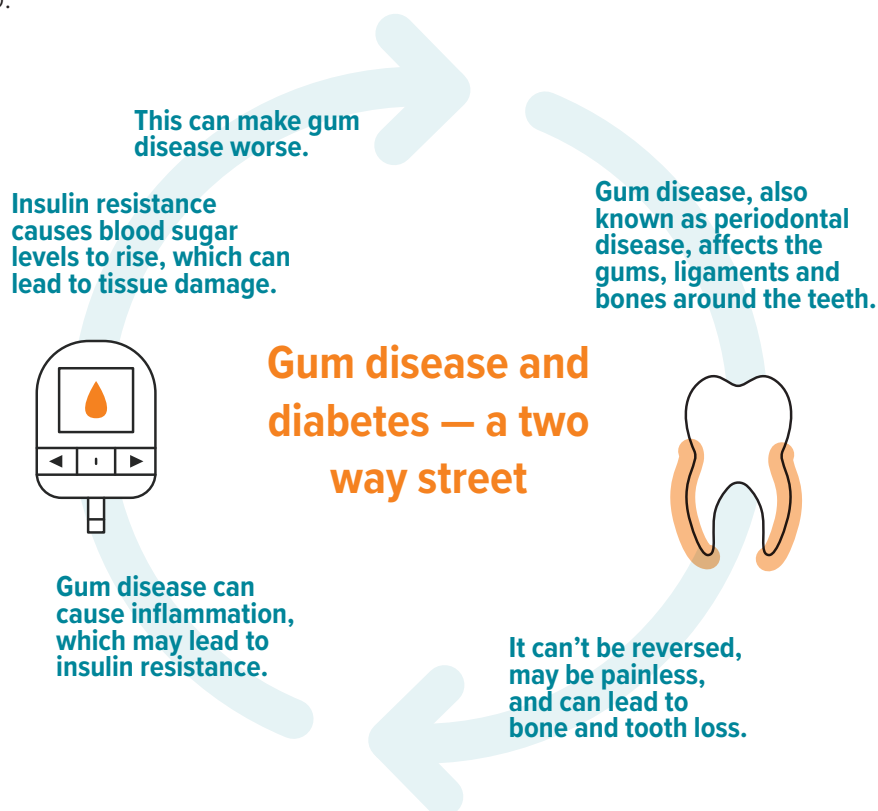 This can make gum
disease worse.
Insulin resistance
causes blood sugar
levels to rise, which can
lead to tissue damage.
Gum disease, also
known as periodontal
disease, affects the
gums, ligaments and
bones around the teeth.
Gum disease and
diabetes — a two
way street
Gum disease can
cause inflammation,
which may lead to
insulin resistance.
It can’t be reversed,
may be painless,
and can lead to
bone and tooth loss.